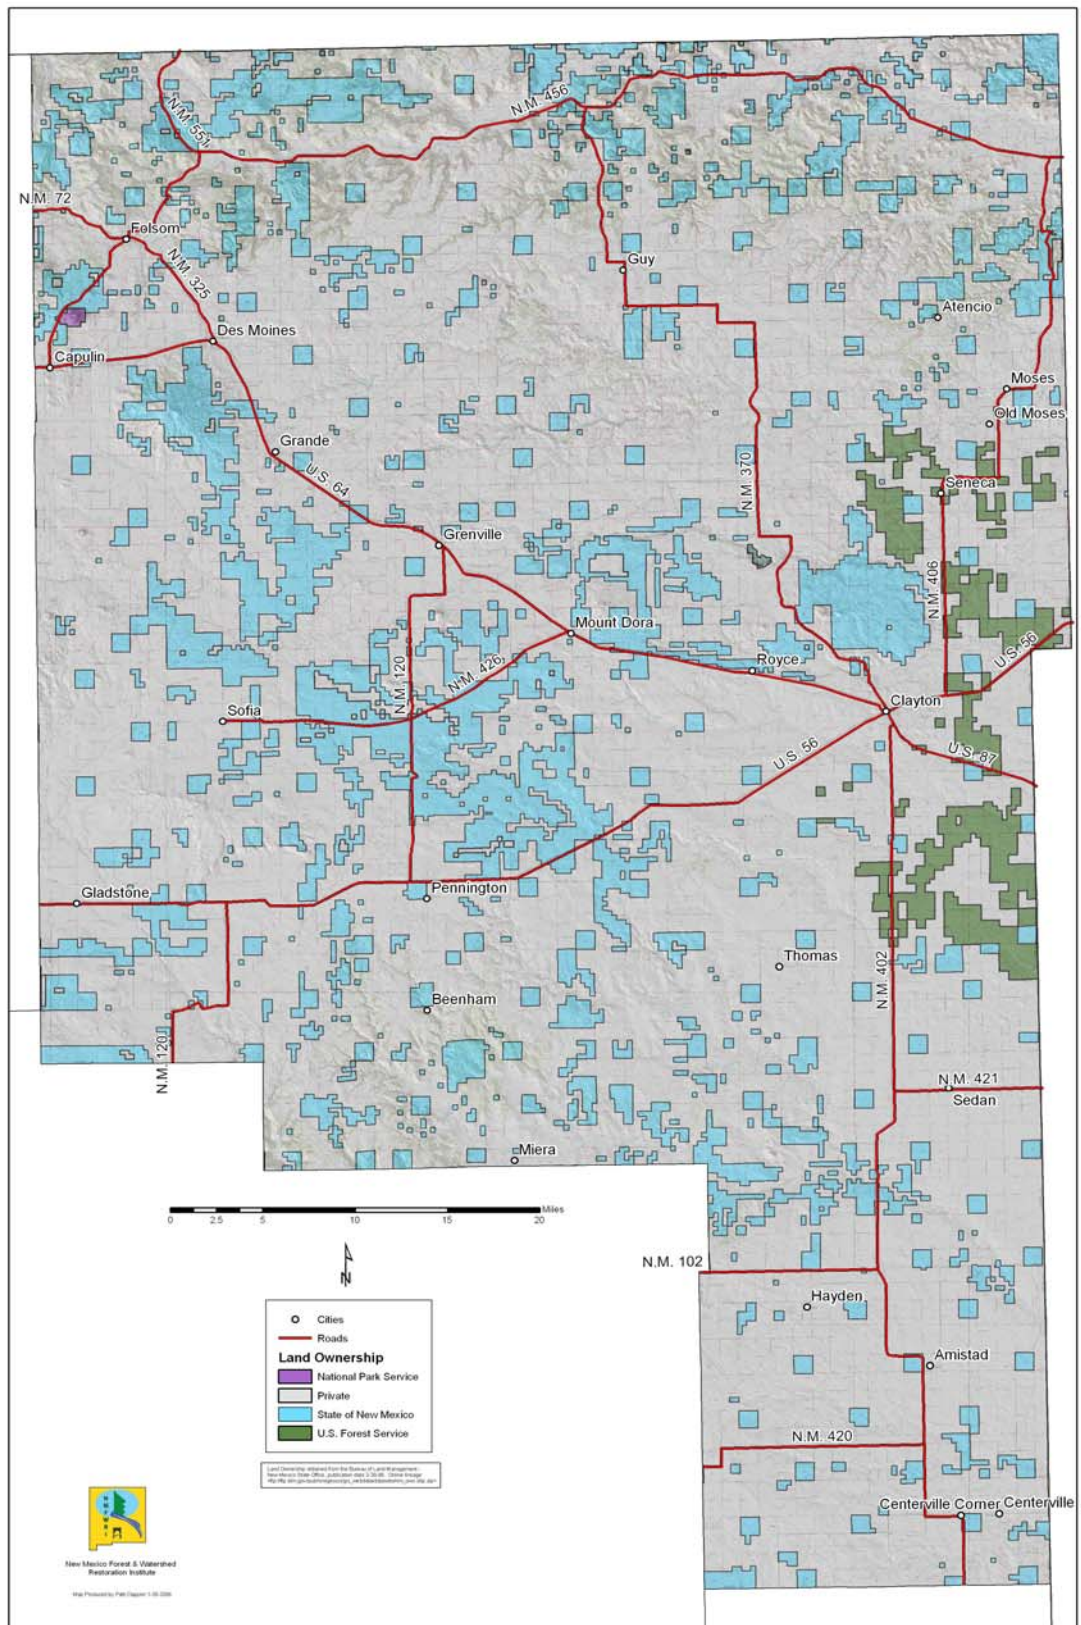 N.M. 456
N.M. 551
N.M. 72
Folsom
Guy
N.M. 325
Atencio
Des Moines
Capulin
Moses
Old Moses
Grande
U.S. 64
N.M. 370
Seneca
Grenville
N.M. 406
Mount Dora
U.S. 56
Royce
N.M. 120
N.M. 426
Clayton
Sofia
U.S. 56
U.S. 87
Gladstone
Pennington
Thomas
N.M. 402
Beenham
N.M. 120
N.M. 421
Sedan
Miera
0 2.5 5 10 15 20 Miles
N
N.M. 102
Hayden
Amistad
N.M. 420
Centerville Corner
Centerville
Cities
Roads
Land Ownership
National Park Service
Private
State of New Mexico
U.S. Forest Service
New Mexico Forest & Watershed
Restoration Institute